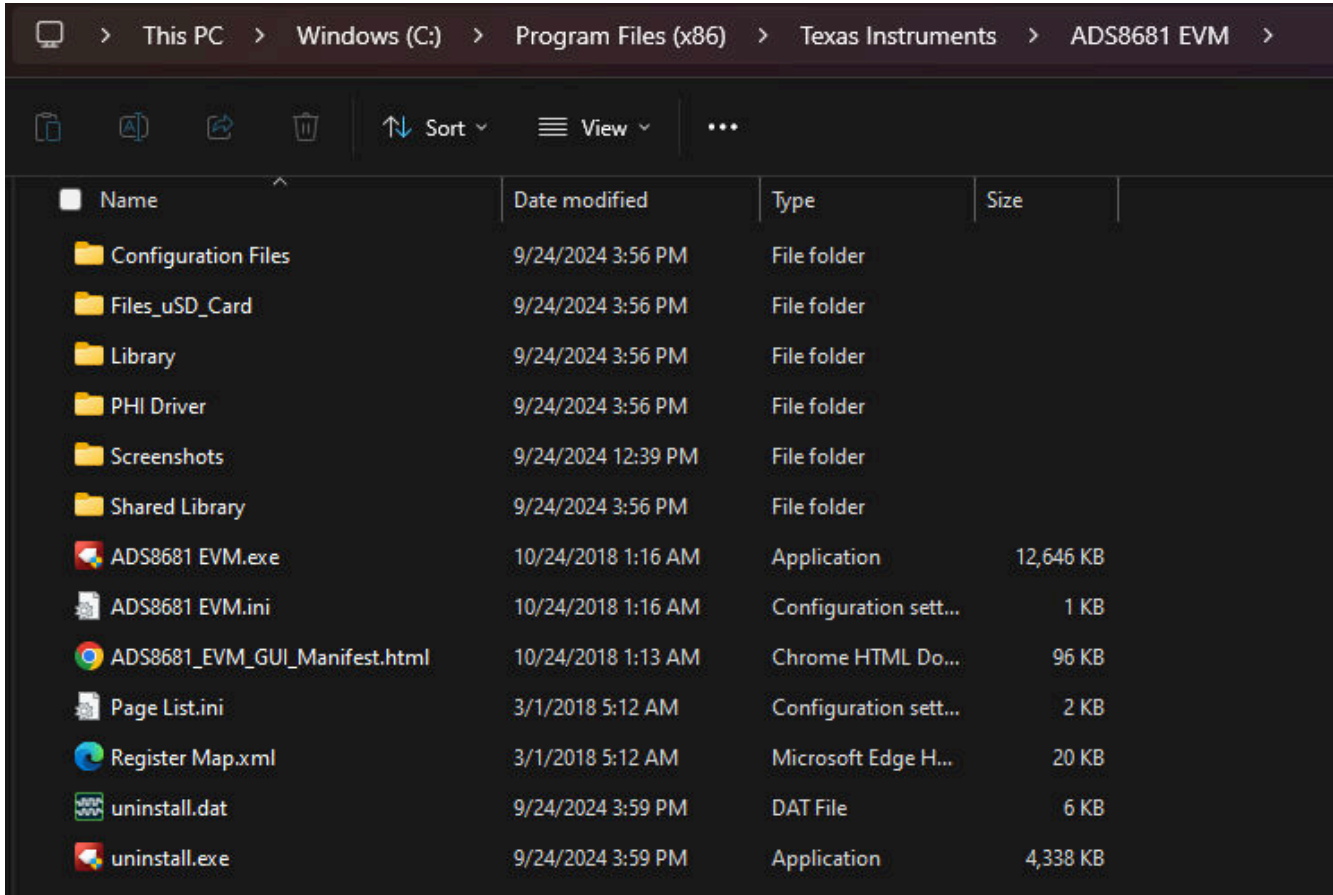 This PC > Windows (C:) > Program Files (x86) > Texas Instruments > ADS8681 EVM >
Sort View
Name Date modified Type Size
Configuration Files 9/24/2024 3:56 PM File folder
Files_uSD_Card 9/24/2024 3:56 PM File folder
Library 9/24/2024 3:56 PM File folder
PHI Driver 9/24/2024 3:56 PM File folder
Screenshots 9/24/2024 12:39 PM File folder
Shared Library 9/24/2024 3:56 PM File folder
ADS8681 EVM.exe 10/24/2018 1:16 AM Application 12,646 KB
ADS8681 EVM.ini 10/24/2018 1:16 AM Configuration sett... 1 KB
ADS8681_EVM_GUI_Manifest.html 10/24/2018 1:13 AM Chrome HTML Do... 96 KB
Page List.ini 3/1/2018 5:12 AM Configuration sett... 2 KB
Register Map.xml 3/1/2018 5:12 AM Microsoft Edge H... 20 KB
uninstall.dat 9/24/2024 3:59 PM DAT File 6 KB
uninstall.exe 9/24/2024 3:59 PM Application 4,338 KB